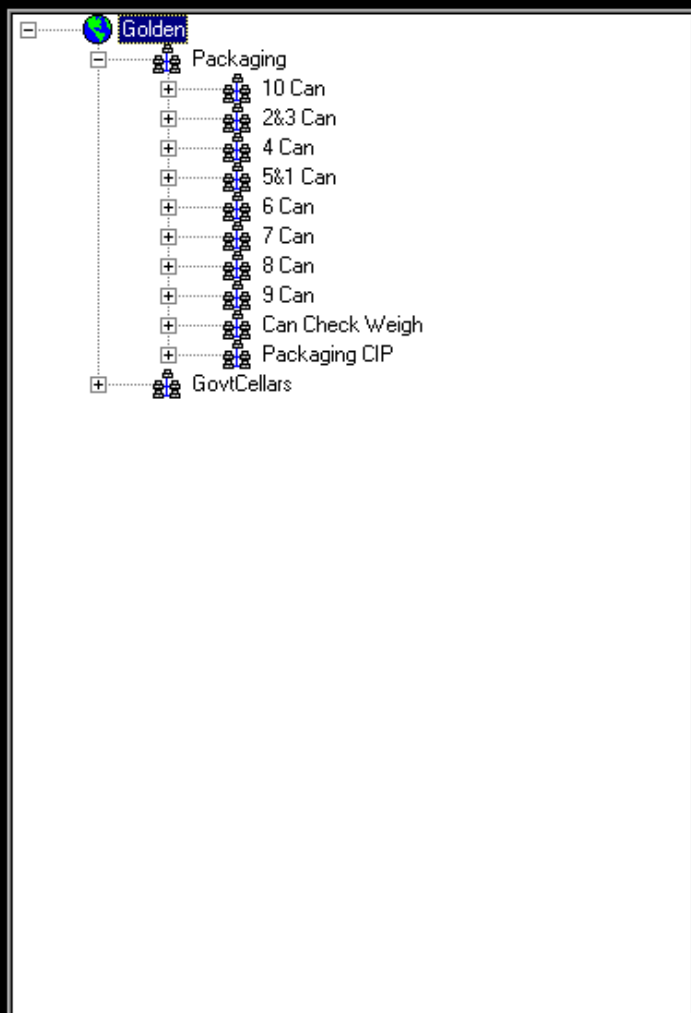 Golden
Packaging
10 Can
2&3 Can
4 Can
5&1 Can
6 Can
7 Can
8 Can
9 Can
Can Check Weigh
Packaging CIP
GovtCellars